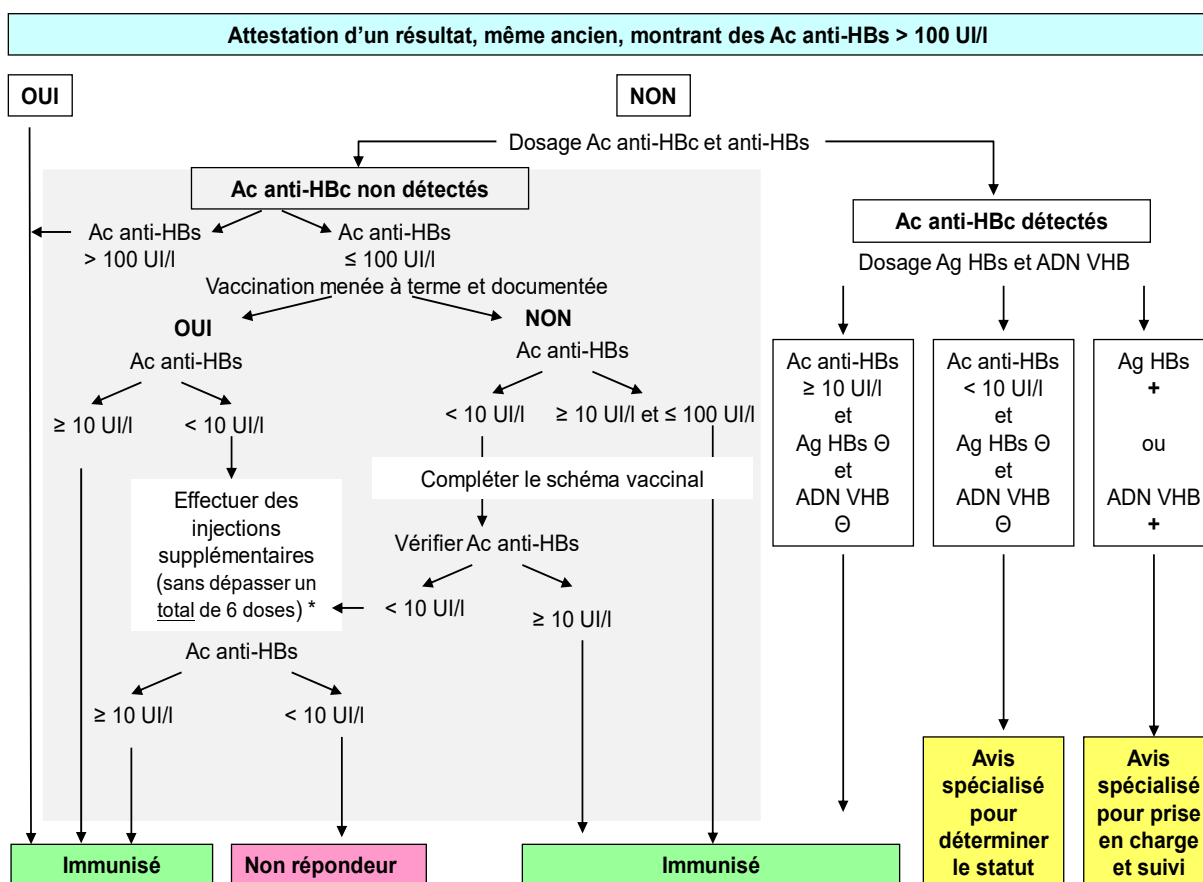 Attestation d'un résultat, même ancien, montrant des Ac anti-HBs > 100 UI/l
OUI
NON
Dosage Ac anti-HBc et anti-HBs
Ac anti-HBc non détectés
Ac anti-HBs
> 100 UI/l
Ac anti-HBs
≤ 100 UI/l
Vaccination menée à terme et documentée
OUI
Ac anti-HBs
≥ 10 UI/l
< 10 UI/l
Effectuer des
injections
supplémentaires
(sans dépasser un
total de 6 doses) *
Ac anti-HBs
≥ 10 UI/l
< 10 UI/l
NON
Ac anti-HBs
< 10 UI/l
≥ 10 UI/l et ≤ 100 UI/l
Compléter le schéma vaccinal
Vérifier Ac anti-HBs
< 10 UI/l
≥ 10 UI/l
Ac anti-HBc détectés
Dosage Ag HBs et ADN VHB
Ac anti-HBs
≥ 10 UI/l
et
Ag HBs Θ
et
ADN VHB
Θ
Ac anti-HBs
< 10 UI/l
et
Ag HBs Θ
et
ADN VHB
Θ
Ag HBs
+
ou
ADN VHB
+
Immunisé
Non répondeur
Immunisé
Avis
spécialisé
pour
déterminer
le statut
Avis
spécialisé
pour prise
en charge
et suivi